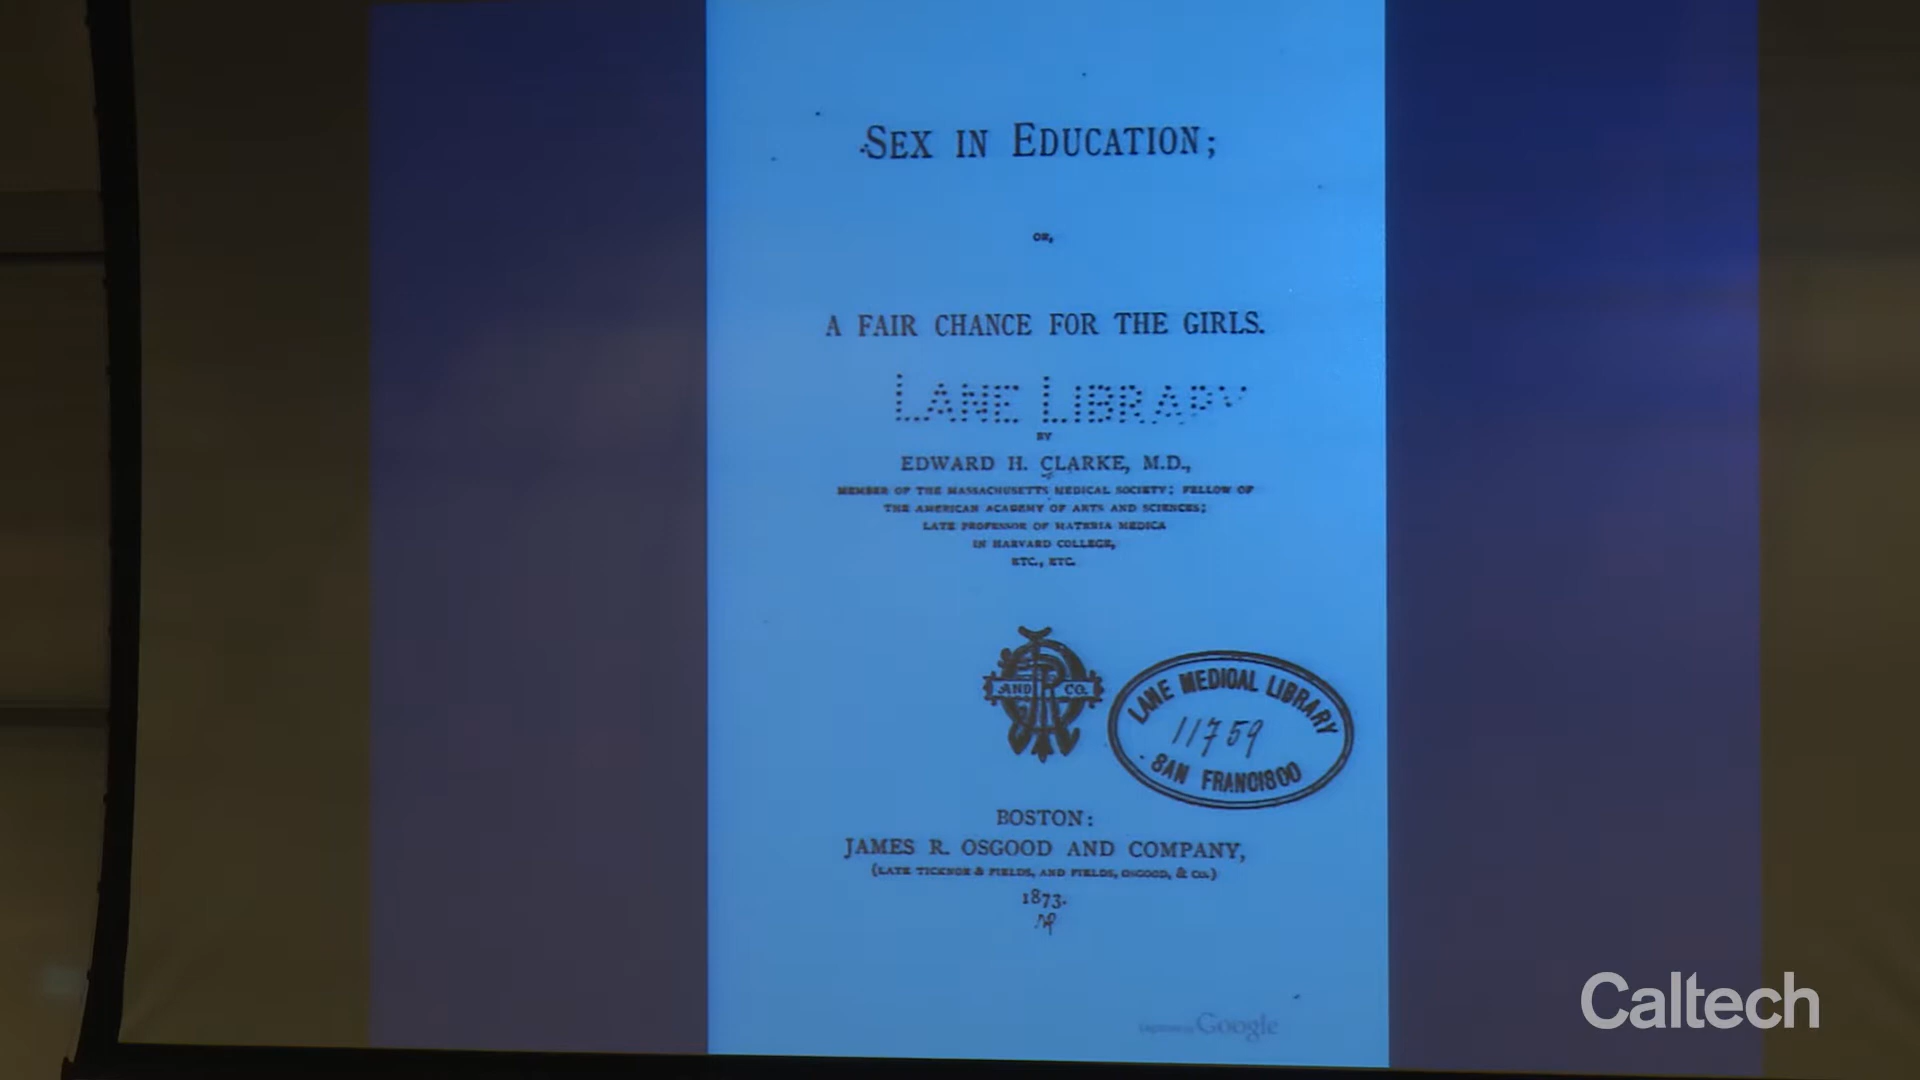 SEX IN EDUCATION;
OR,
A FAIR CHANCE FOR THE GIRLS.
LANE LIBRARY
BY
EDWARD H. CLARKE, M.D.,
MEMBER OF THE MASSACHUSETTS MEDICAL SOCIETY; FELLOW OF
THE AMERICAN ACADEMY OF ARTS AND SCIENCES;
LATE PROFESSOR OF MATERIA MEDICA
IN HARVARD COLLEGE,
ETC., ETC.
AND CO.
LANE MEDICAL LIBRARY
11759
SAN FRANCISCO
BOSTON:
JAMES R. OSGOOD AND COMPANY,
(LATE TICKNOR & FIELDS, AND FIELDS, OSGOOD, & CO.)
1873.
Google
Caltech